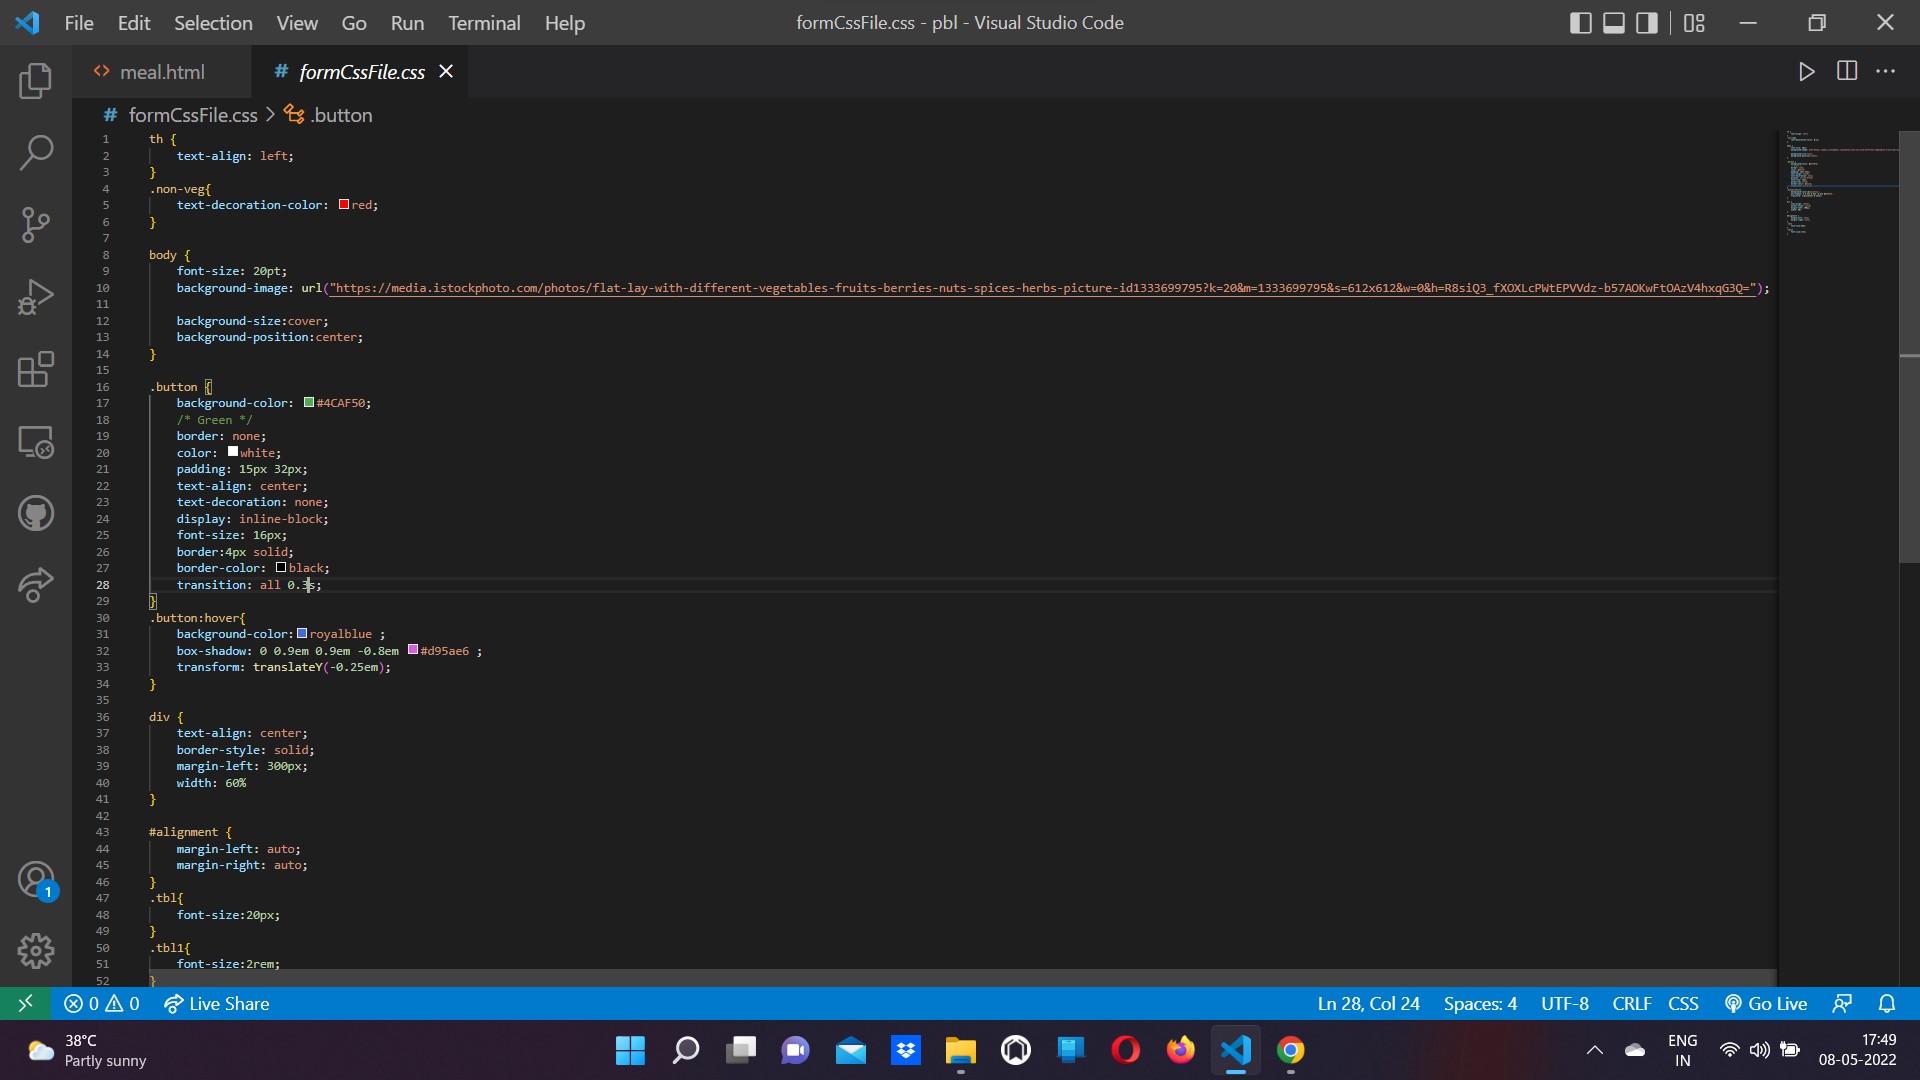 File Edit Selection View Go Run Terminal Help formCssFile.css - pbl - Visual Studio Code
<> meal.html # formCssFile.css
# formCssFile.css > .button
1 th {
2 text-align: left;
3 }
4 .non-veg{
5 text-decoration-color: red;
6 }
7
8 body {
9 font-size: 20pt;
10 background-image: url("https://media.istockphoto.com/photos/flat-lay-with-different-vegetables-fruits-berries-nuts-spices-herbs-picture-id1333699795?k=20&m=1333699795&s=612x612&w=0&h=R8siQ3_fXOXLcPWtEPVVdz-b57AOKwFtOAzV4hxqG3Q=");
11
12 background-size:cover;
13 background-position:center;
14 }
15
16 .button {
17 background-color: #4CAF50;
18 /* Green */
19 border: none;
20 color: white;
21 padding: 15px 32px;
22 text-align: center;
23 text-decoration: none;
24 display: inline-block;
25 font-size: 16px;
26 border:4px solid;
27 border-color: black;
28 transition: all 0.3s;
29 }
30 .button:hover{
31 background-color: royalblue ;
32 box-shadow: 0 0.9em 0.9em -0.8em #d95ae6 ;
33 transform: translateY(-0.25em);
34 }
35
36 div {
37 text-align: center;
38 border-style: solid;
39 margin-left: 300px;
40 width: 60%
41 }
42
43 #alignment {
44 margin-left: auto;
45 margin-right: auto;
46 }
47 .tbl{
48 font-size:20px;
49 }
50 .tbl1{
51 font-size:2rem;
52 }
1
0 0 Live Share Ln 28, Col 24 Spaces: 4 UTF-8 CRLF CSS Go Live
38°C
Partly sunny
ENG
IN
17:49
08-05-2022